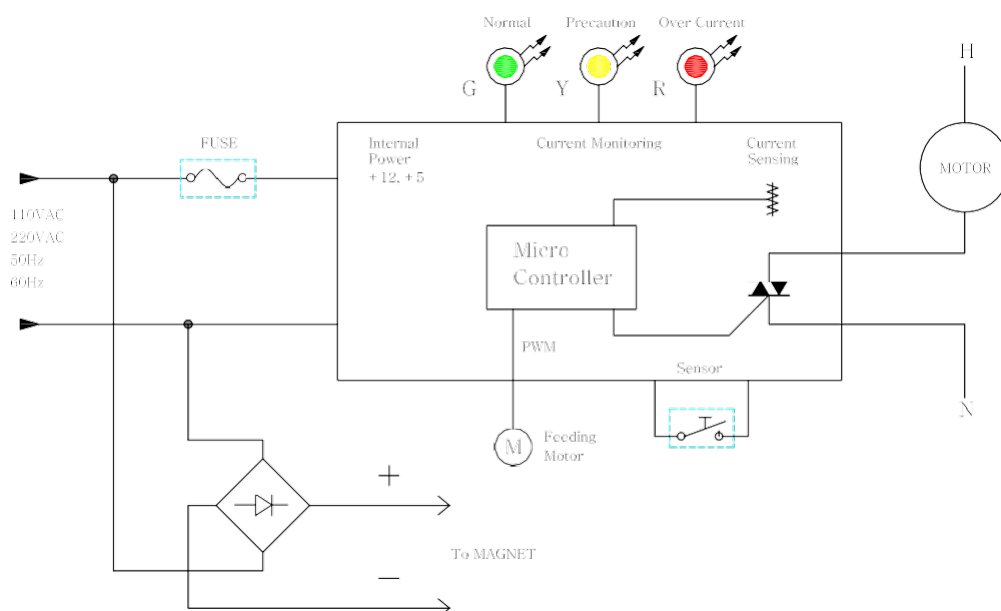 Normal
Precaution
Over Current
G
Y
R
H
FUSE
Internal
Power
+12, +5
Current Monitoring
Current
Sensing
MOTOR
110VAC
220VAC
50Hz
60Hz
Micro
Controller
PWM
Sensor
N
M
Feeding
Motor
+
To MAGNET
−